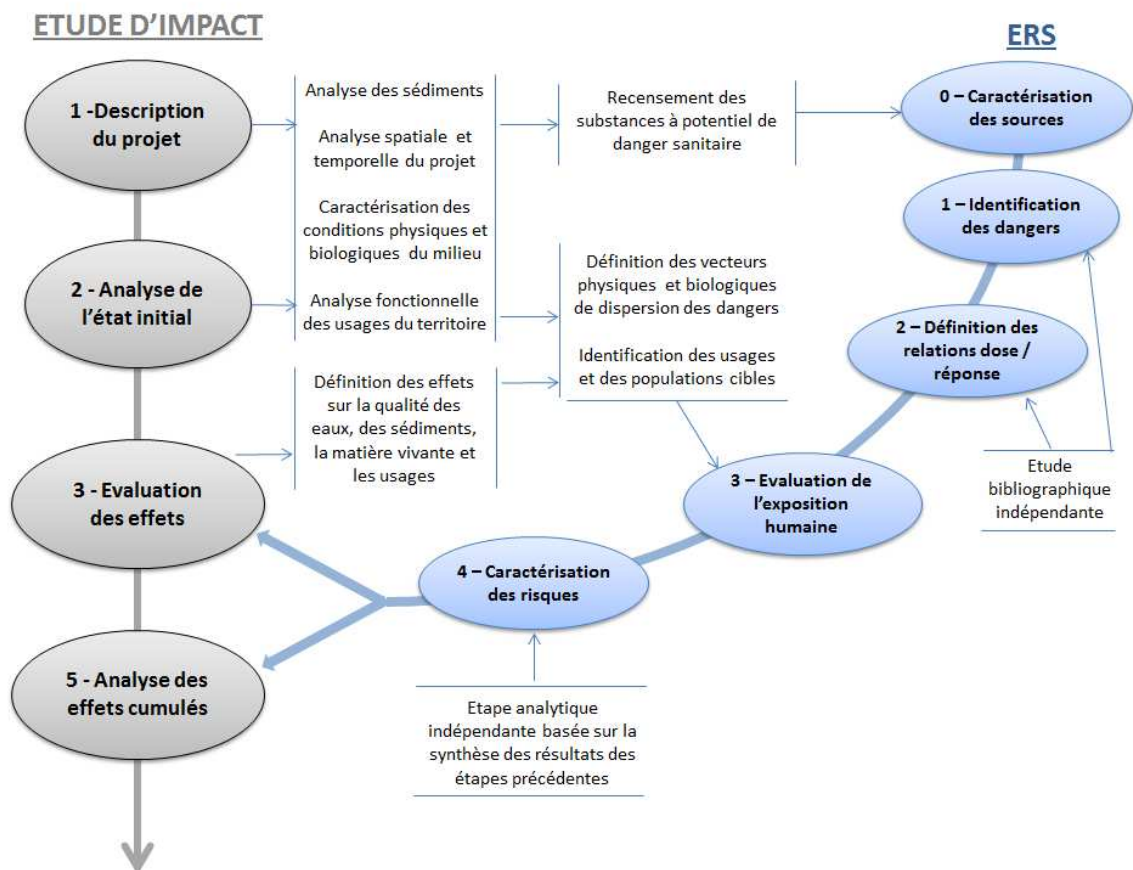 ETUDE D'IMPACT
ERS
1 -Description
du projet
Analyse des sédiments
Analyse spatiale et
temporelle du projet
Caractérisation des
conditions physiques et
biologiques du milieu
Analyse fonctionnelle
des usages du territoire
Recensement des
substances à potentiel de
danger sanitaire
0 – Caractérisation
des sources
1 – Identification
des dangers
2 - Analyse de
l'état initial
Définition des vecteurs
physiques et biologiques
de dispersion des dangers
Identification des usages
et des populations cibles
2 – Définition des
relations dose /
réponse
Définition des effets
sur la qualité des
eaux, des sédiments,
la matière vivante et
les usages
3 - Evaluation
des effets
3 – Evaluation de
l'exposition
humaine
Etude
bibliographique
indépendante
4 – Caractérisation
des risques
5 - Analyse des
effets cumulés
Etape analytique
indépendante basée sur la
synthèse des résultats des
étapes précédentes